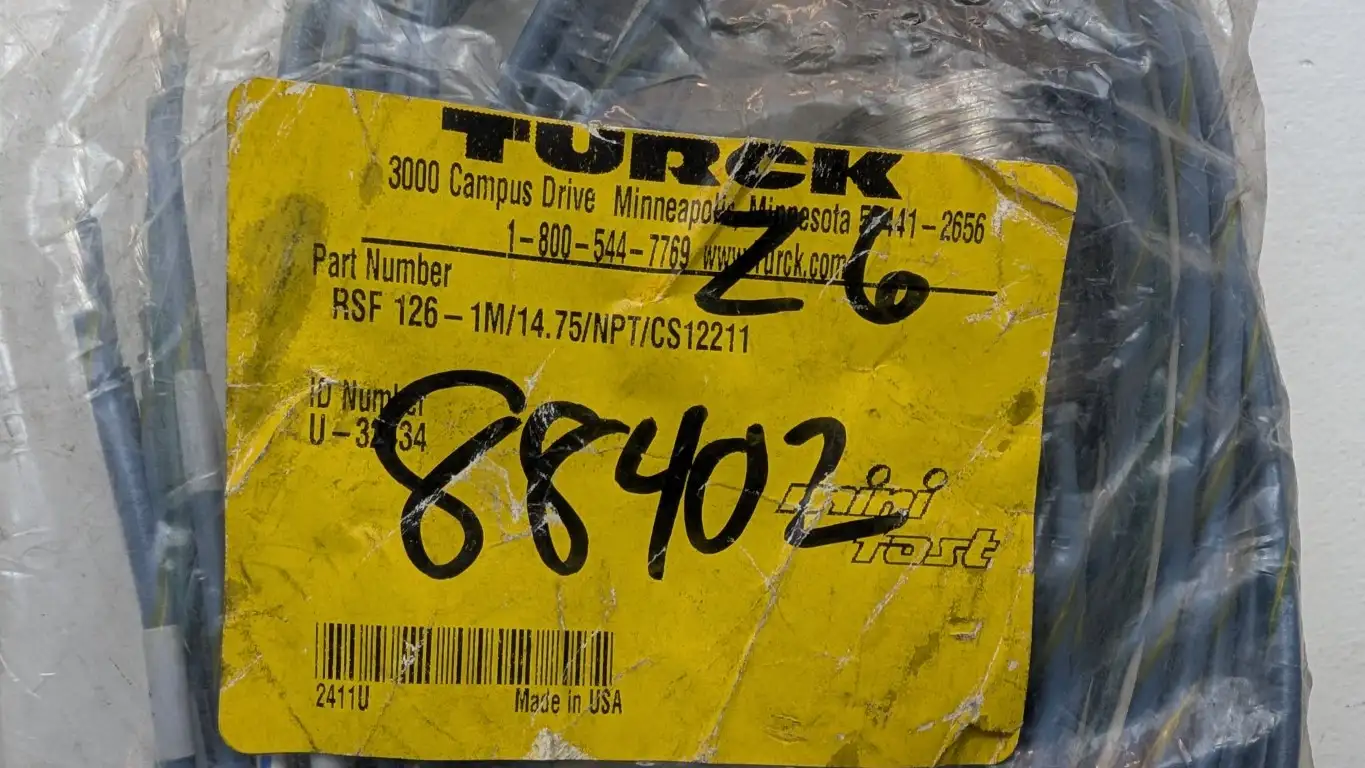 TURCK
3000 Campus Drive Minneapolis, Minnesota 55441-2656
1-800-544-7769 www.turck.com
Z6
Part Number
RSF 126-1M/14.75/NPT/CS12211
ID Number
88402
mini
fast
2411U Made in USA